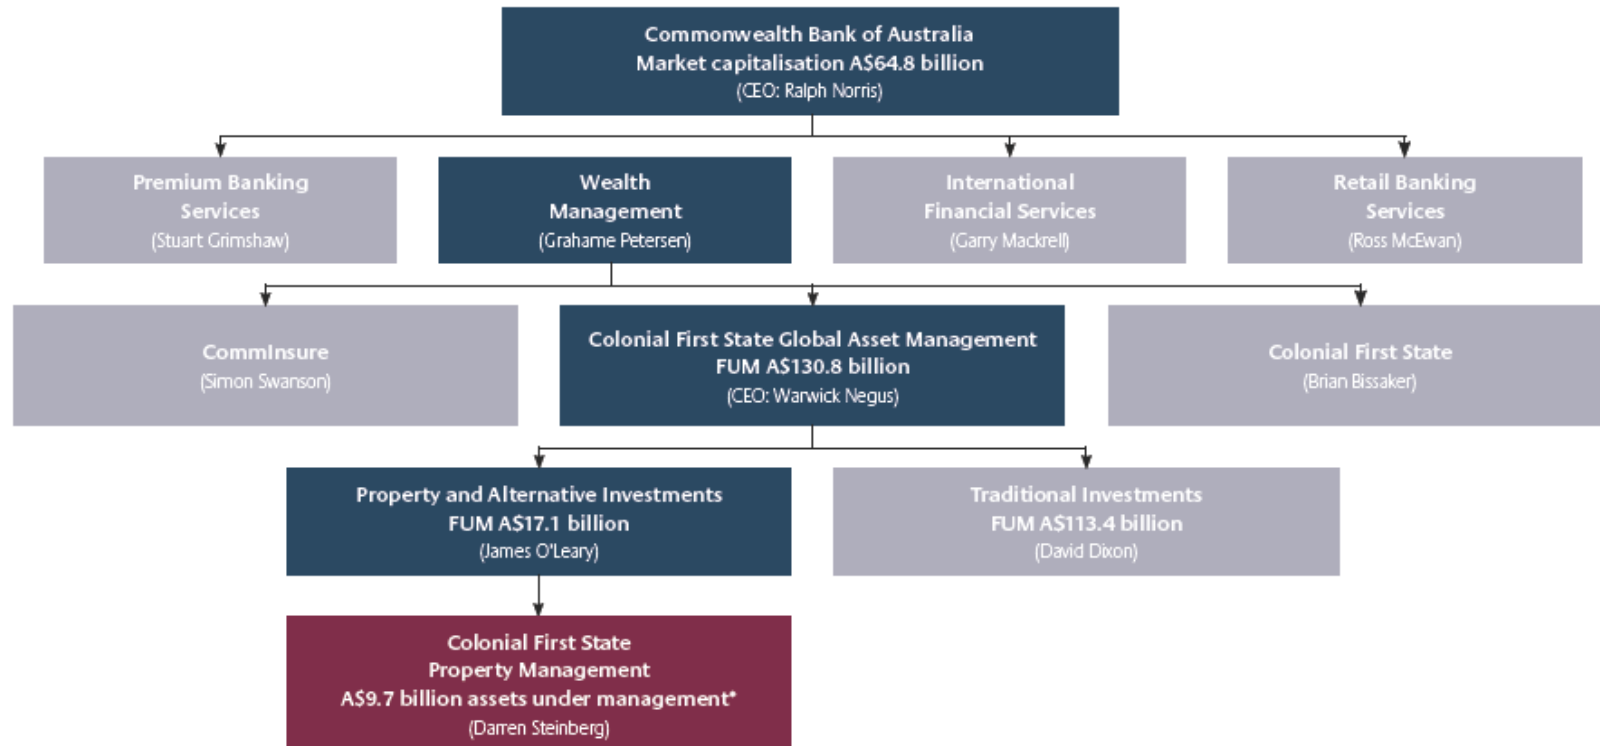 Commonwealth Bank of Australia
Market capitalisation A$64.8 billion
(CEO: Ralph Norris)
Premium Banking
Services
(Stuart Grimshaw)
Wealth
Management
(Grahame Petersen)
International
Financial Services
(Garry Mackrell)
Retail Banking
Services
(Ross McEwan)
CommInsure
(Simon Swanson)
Colonial First State Global Asset Management
FUM A$130.8 billion
(CEO: Warwick Negus)
Colonial First State
(Brian Bissaker)
Property and Alternative Investments
FUM A$17.1 billion
(James O'Leary)
Traditional Investments
FUM A$113.4 billion
(David Dixon)
Colonial First State
Property Management
A$9.7 billion assets under management*
(Darren Steinberg)